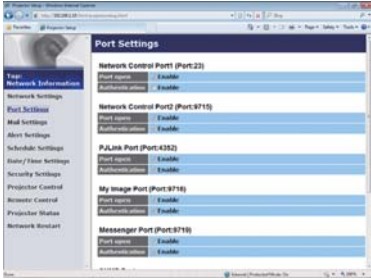 Port Settings
Network Control Port1 (Port:23)
Port open Enable
Authentication Enable
Top:
Network Information
Network Settings
Port Settings
Mail Settings
Alert Settings
Schedule Settings
Date/Time Settings
Security Settings
Projector Control
Remote Control
Projector Status
Network Restart
Network Control Port2 (Port:9715)
Port open Enable
Authentication Enable
PJLink Port (Port:4352)
Port open Enable
Authentication Enable
My Image Port (Port:9716)
Port open Enable
Authentication Enable
Messenger Port (Port:9719)
Port open Enable
Authentication Enable